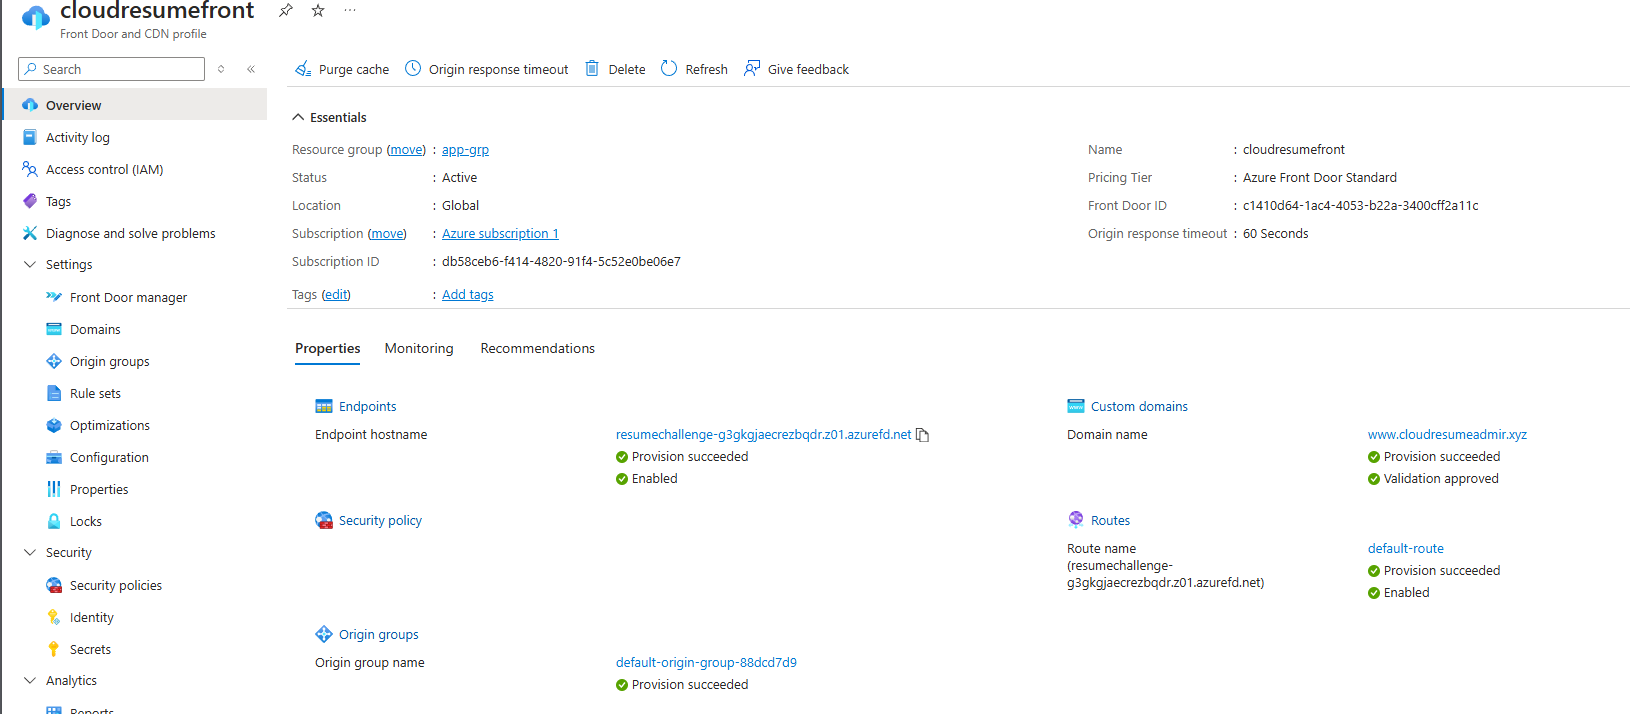 cloudresumefront
Front Door and CDN profile
Search
Overview
Activity log
Access control (IAM)
Tags
Diagnose and solve problems
Settings
Front Door manager
Domains
Origin groups
Rule sets
Optimizations
Configuration
Properties
Locks
Security
Security policies
Identity
Secrets
Analytics
Reports
Purge cache Origin response timeout Delete Refresh Give feedback
Essentials
Resource group (move) : app-grp
Status : Active
Location : Global
Subscription (move) : Azure subscription 1
Subscription ID : db58ceb6-f414-4820-91f4-5c52e0be06e7
Tags (edit) : Add tags
Name : cloudresumefront
Pricing Tier : Azure Front Door Standard
Front Door ID : c1410d64-1ac4-4053-b22a-3400cff2a11c
Origin response timeout : 60 Seconds
Properties Monitoring Recommendations
Endpoints
Endpoint hostname resumechallenge-g3gkgjaecrezbqdr.z01.azurefd.net
Provision succeeded
Enabled
Custom domains
Domain name www.cloudresumeadmir.xyz
Provision succeeded
Validation approved
Security policy
Routes
Route name default-route
(resumechallenge-
g3gkgjaecrezbqdr.z01.azurefd.net)
Provision succeeded
Enabled
Origin groups
Origin group name default-origin-group-88dcd7d9
Provision succeeded